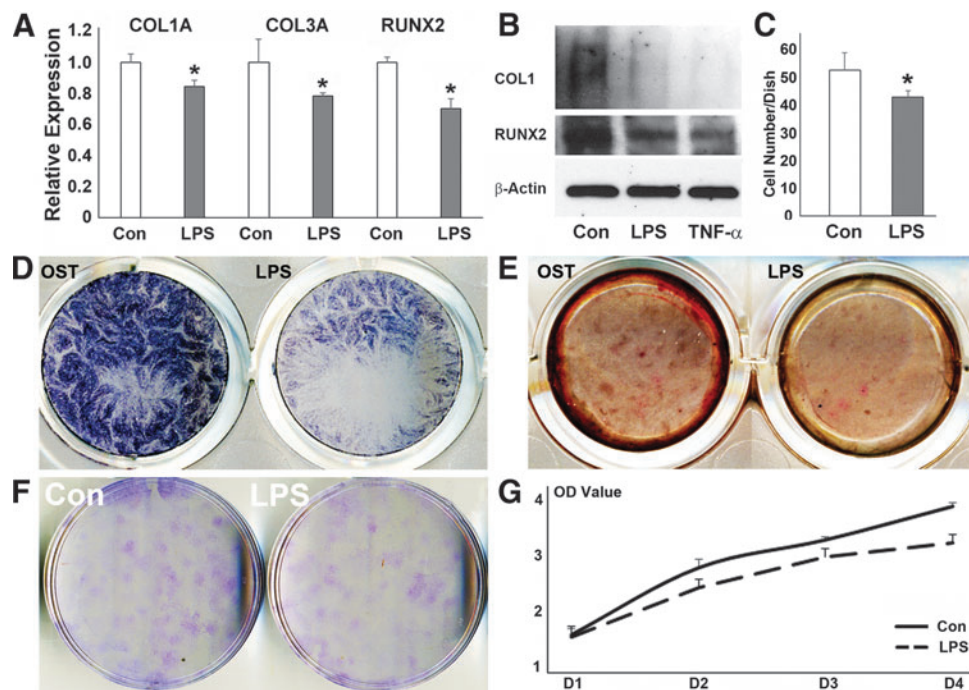 A COL1A COL3A RUNX2
Relative Expression
1.2
1.0
0.8
0.6
0.4
0.2
0
* * *
Con LPS Con LPS Con LPS
B
COL1
RUNX2
β-Actin
Con LPS TNF-α
C
Cell Number/Dish
60
50
40
30
20
10
0
*
Con LPS
D OST LPS
E OST LPS
F Con LPS
G OD Value
4
3
2
1
Con
LPS
D1 D2 D3 D4